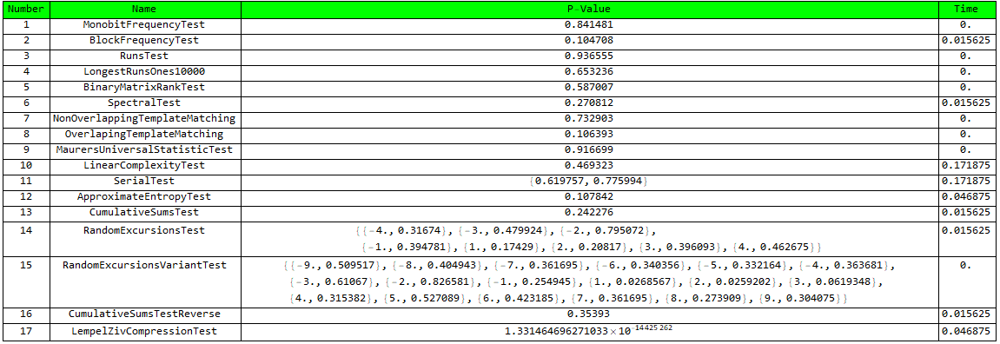 Number Name P-Value Time
1 MonobitFrequencyTest 0.841481 0.
2 BlockFrequencyTest 0.104708 0.015625
3 RunsTest 0.936555 0.
4 LongestRunsOnes10000 0.653236 0.
5 BinaryMatrixRankTest 0.587007 0.
6 SpectralTest 0.270812 0.015625
7 NonOverlappingTemplateMatching 0.732903 0.
8 OverlapingTemplateMatching 0.106393 0.
9 MaurersUniversalStatisticTest 0.916699 0.
10 LinearComplexityTest 0.469323 0.171875
11 SerialTest {0.619757, 0.775994} 0.171875
12 ApproximateEntropyTest 0.107842 0.046875
13 CumulativeSumsTest 0.242276 0.015625
14 RandomExcursionsTest {{-4., 0.31674}, {-3., 0.479924}, {-2., 0.795072}, 0.015625
{-1., 0.394781}, {1., 0.17429}, {2., 0.20817}, {3., 0.396093}, {4., 0.462675}}
15 RandomExcursionsVariantTest {{-9., 0.509517}, {-8., 0.404943}, {-7., 0.361695}, {-6., 0.340356}, {-5., 0.332164}, {-4., 0.363681}, 0.
{-3., 0.61067}, {-2., 0.826581}, {-1., 0.254945}, {1., 0.0268567}, {2., 0.0259202}, {3., 0.0619348},
{4., 0.315382}, {5., 0.527089}, {6., 0.423185}, {7., 0.361695}, {8., 0.273909}, {9., 0.304075}}
16 CumulativeSumsTestReverse 0.35393 0.015625
17 LempelZivCompressionTest 1.331464696271033×10^-14425262 0.046875